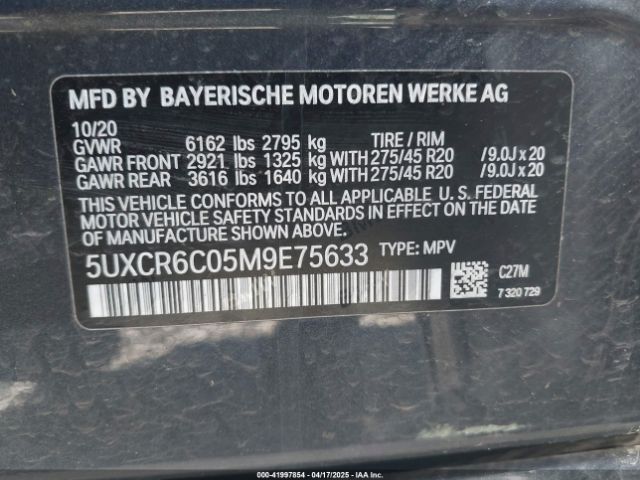 MFD BY BAYERISCHE MOTOREN WERKE AG
10/20
GVWR 6162 lbs 2795 kg TIRE / RIM
GAWR FRONT 2921 lbs 1325 kg WITH 275/45 R20 /9.0J x 20
GAWR REAR 3616 lbs 1640 kg WITH 275/45 R20 /9.0J x 20
THIS VEHICLE CONFORMS TO ALL APPLICABLE U. S. FEDERAL
MOTOR VEHICLE SAFETY STANDARDS IN EFFECT ON THE
DATE OF MANUFACTURE SHOWN ABOVE.
5UXCR6C05M9E75633 TYPE: MPV
C27M
7 320 729
000-41997854 - 04/17/2025 - IAA Inc.